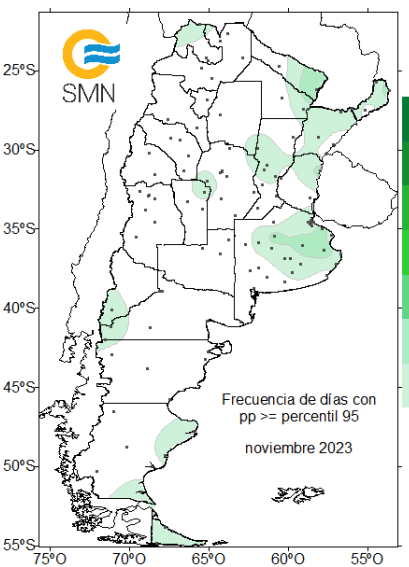 SMN
25°S
30°S
35°S
40°S
45°S
50°S
55°S
Frecuencia de días con
pp >= percentil 95
noviembre 2023
75°O
70°O
65°O
60°O
55°O